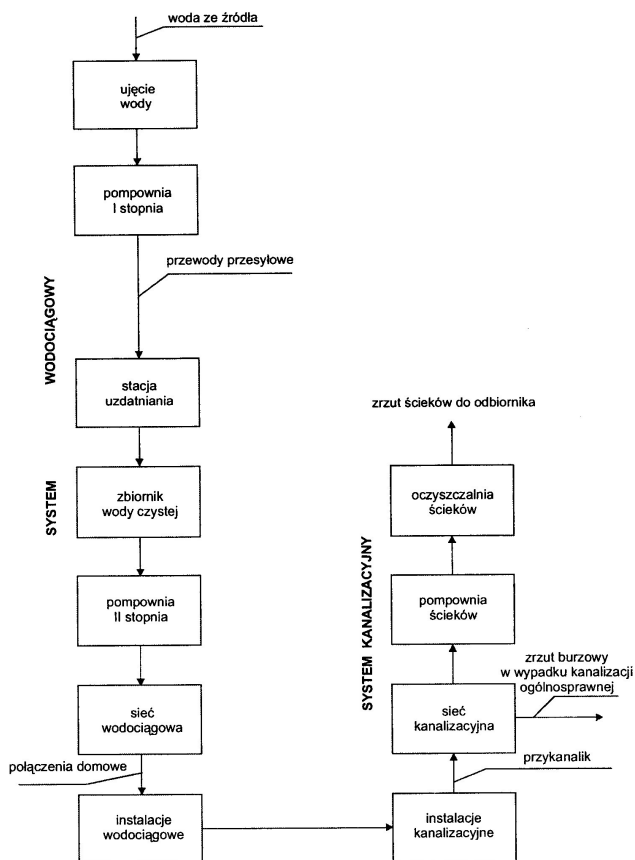 woda ze źródła
ujęcie
wody
pompownia
I stopnia
przewody przesyłowe
SYSTEM WODOCIĄGOWY
stacja
uzdatniania
zbiornik
wody czystej
pompownia
II stopnia
sieć
wodociągowa
połączenia domowe
instalacje
wodociągowe
zrzut ścieków do odbiornika
oczyszczalnia
ścieków
SYSTEM KANALIZACYJNY
pompownia
ścieków
zrzut burzowy
w wypadku kanalizacji
ogólnosprawnej
sieć
kanalizacyjna
przykanalik
instalacje
kanalizacyjne